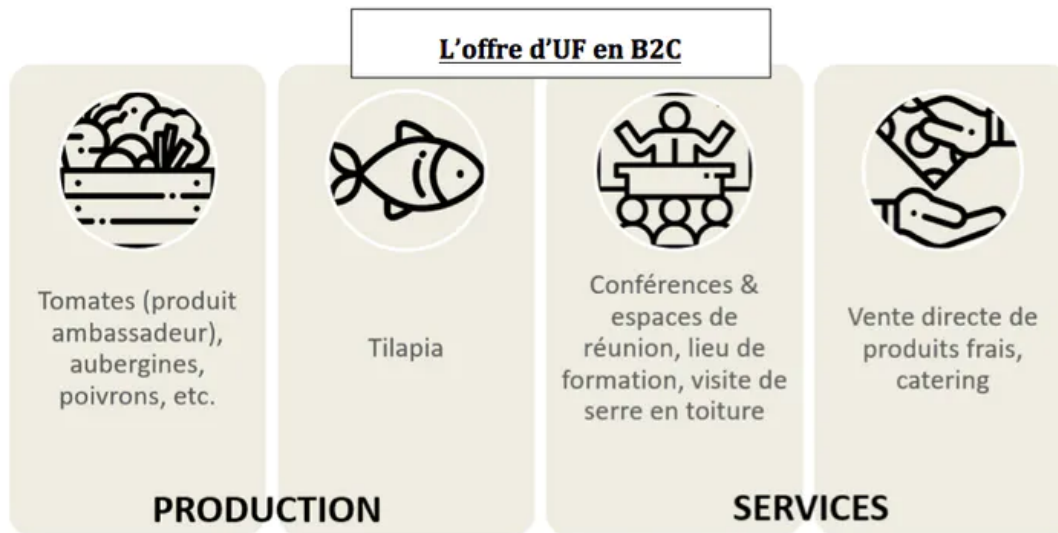 L'offre d'UF en B2C
Tomates (produit
ambassadeur),
aubergines,
poivrons, etc.
Tilapia
Conférences &
espaces de
réunion, lieu de
formation, visite de
serre en toiture
Vente directe de
produits frais,
catering
PRODUCTION
SERVICES